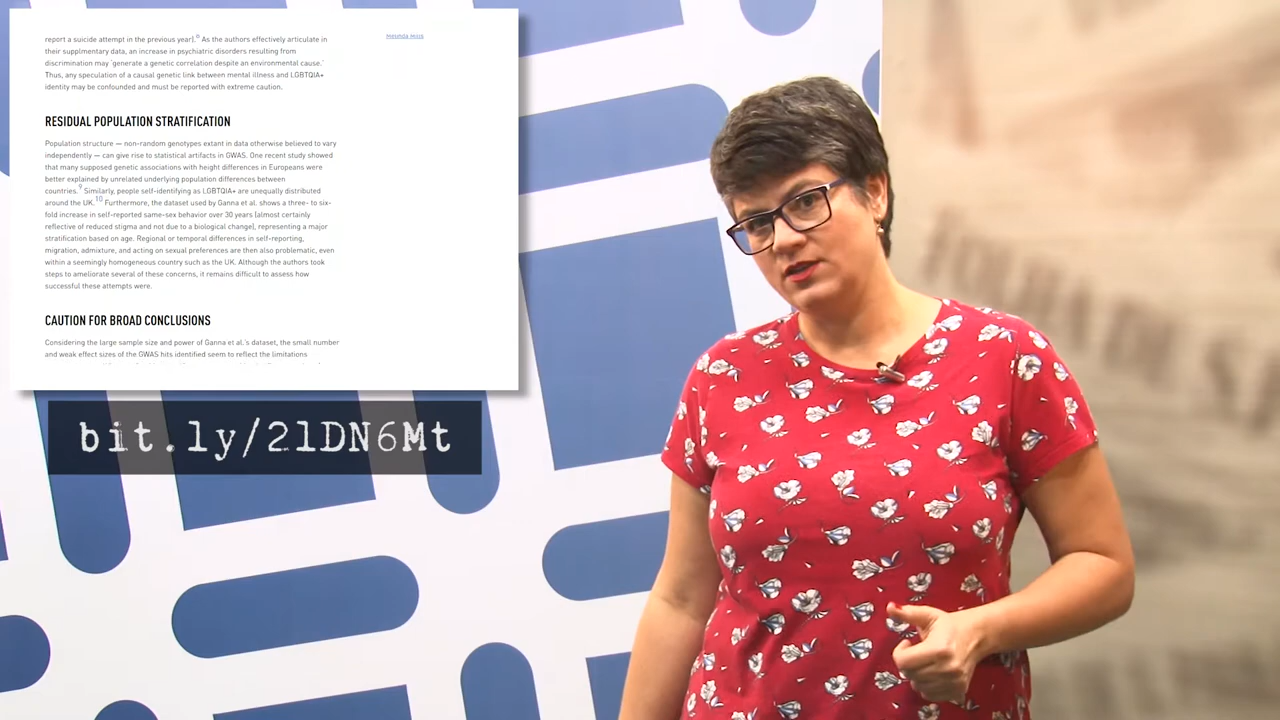 report a suicide attempt in the previous year).⁸ As the authors effectively articulate in
their supplmentary data, an increase in psychiatric disorders resulting from
discrimination may 'generate a genetic correlation despite an environmental cause.'
Thus, any speculation of a causal genetic link between mental illness and LGBTQIA+
identity may be confounded and must be reported with extreme caution.
melinda mills
RESIDUAL POPULATION STRATIFICATION
Population structure — non-random genotypes extant in data otherwise believed to vary
independently — can give rise to statistical artifacts in GWAS. One recent study showed
that many supposed genetic associations with height differences in Europeans were
better explained by unrelated underlying population differences between
countries.⁹ Similarly, people self-identifying as LGBTQIA+ are unequally distributed
around the UK.¹⁰ Furthermore, the dataset used by Ganna et al. shows a three- to six-
fold increase in self-reported same-sex behavior over 30 years (almost certainly
reflective of reduced stigma and not due to a biological change), representing a major
stratification based on age. Regional or temporal differences in self-reporting,
migration, admixture, and acting on sexual preferences are then also problematic, even
within a seemingly homogeneous country such as the UK. Although the authors took
steps to ameliorate several of these concerns, it remains difficult to assess how
successful these attempts were.
CAUTION FOR BROAD CONCLUSIONS
Considering the large sample size and power of Ganna et al.'s dataset, the small number
and weak effect sizes of the GWAS hits identified seem to reflect the limitations
bit.ly/2lDN6Mt